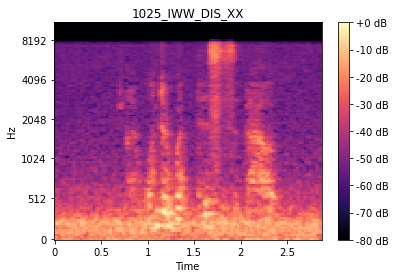 1025_IWW_DIS_XX
+0 dB
8192
-10 dB
4096
-20 dB
-30 dB
2048
Hz
-40 dB
1024
-50 dB
512
-60 dB
-70 dB
0
-80 dB
0 0.5 1 1.5 2 2.5
Time